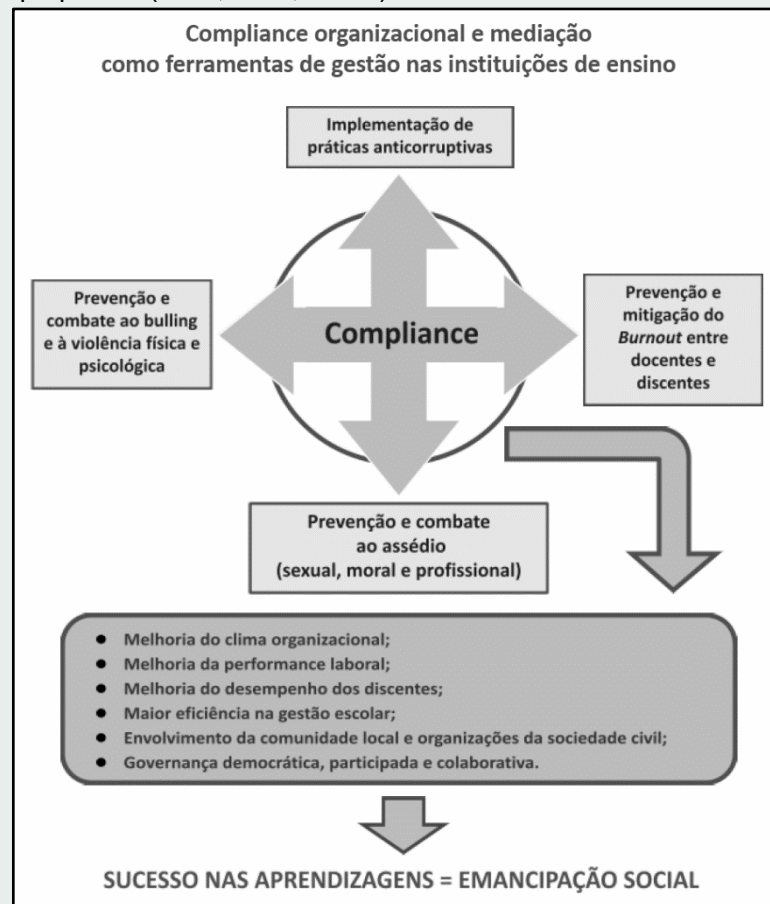 Compliance organizacional e mediação
como ferramentas de gestão nas instituições de ensino
Implementação de
práticas anticorruptivas
Prevenção e
combate ao bulling
e à violência física e
psicológica
Compliance
Prevenção e
mitigação do
Burnout entre
docentes e
discentes
Prevenção e combate
ao assédio
(sexual, moral e profissional)
● Melhoria do clima organizacional;
● Melhoria da performance laboral;
● Melhoria do desempenho dos discentes;
● Maior eficiência na gestão escolar;
● Envolvimento da comunidade local e organizações da sociedade civil;
● Governança democrática, participada e colaborativa.
SUCESSO NAS APRENDIZAGENS = EMANCIPAÇÃO SOCIAL